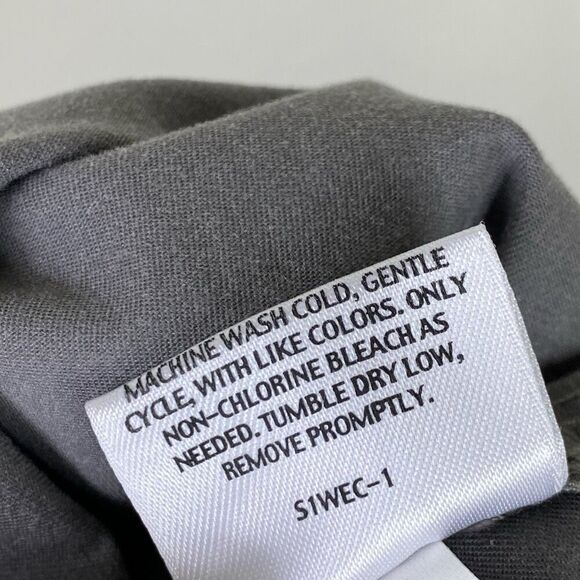 MACHINE WASH COLD, GENTLE
CYCLE, WITH LIKE COLORS. ONLY
NON-CHLORINE BLEACH AS
NEEDED. TUMBLE DRY LOW,
REMOVE PROMPTLY.
S1WEC-1